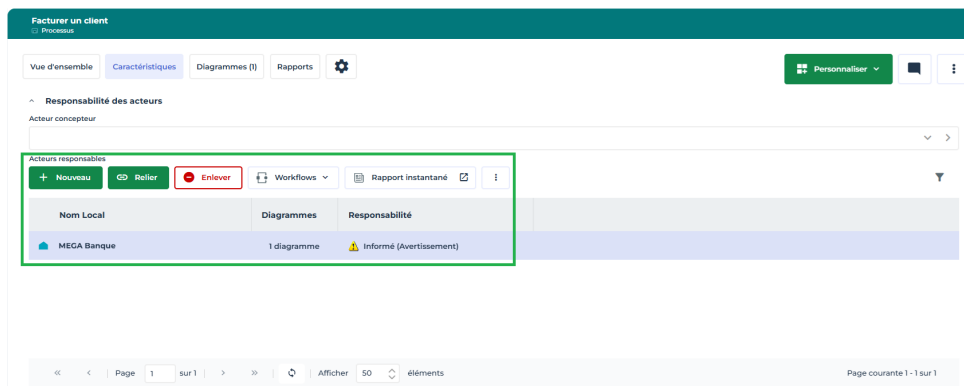 Facturer un client
Processus
Vue d'ensemble Caractéristiques Diagrammes (1) Rapports Personnaliser
Responsabilité des acteurs
Acteur concepteur
Acteurs responsables
Nouveau Relier Enlever Workflows Rapport instantané
Nom Local Diagrammes Responsabilité
MEGA Banque 1 diagramme Informé (Avertissement)
Page 1 sur 1 Afficher 50 éléments Page courante 1 - 1 sur 1